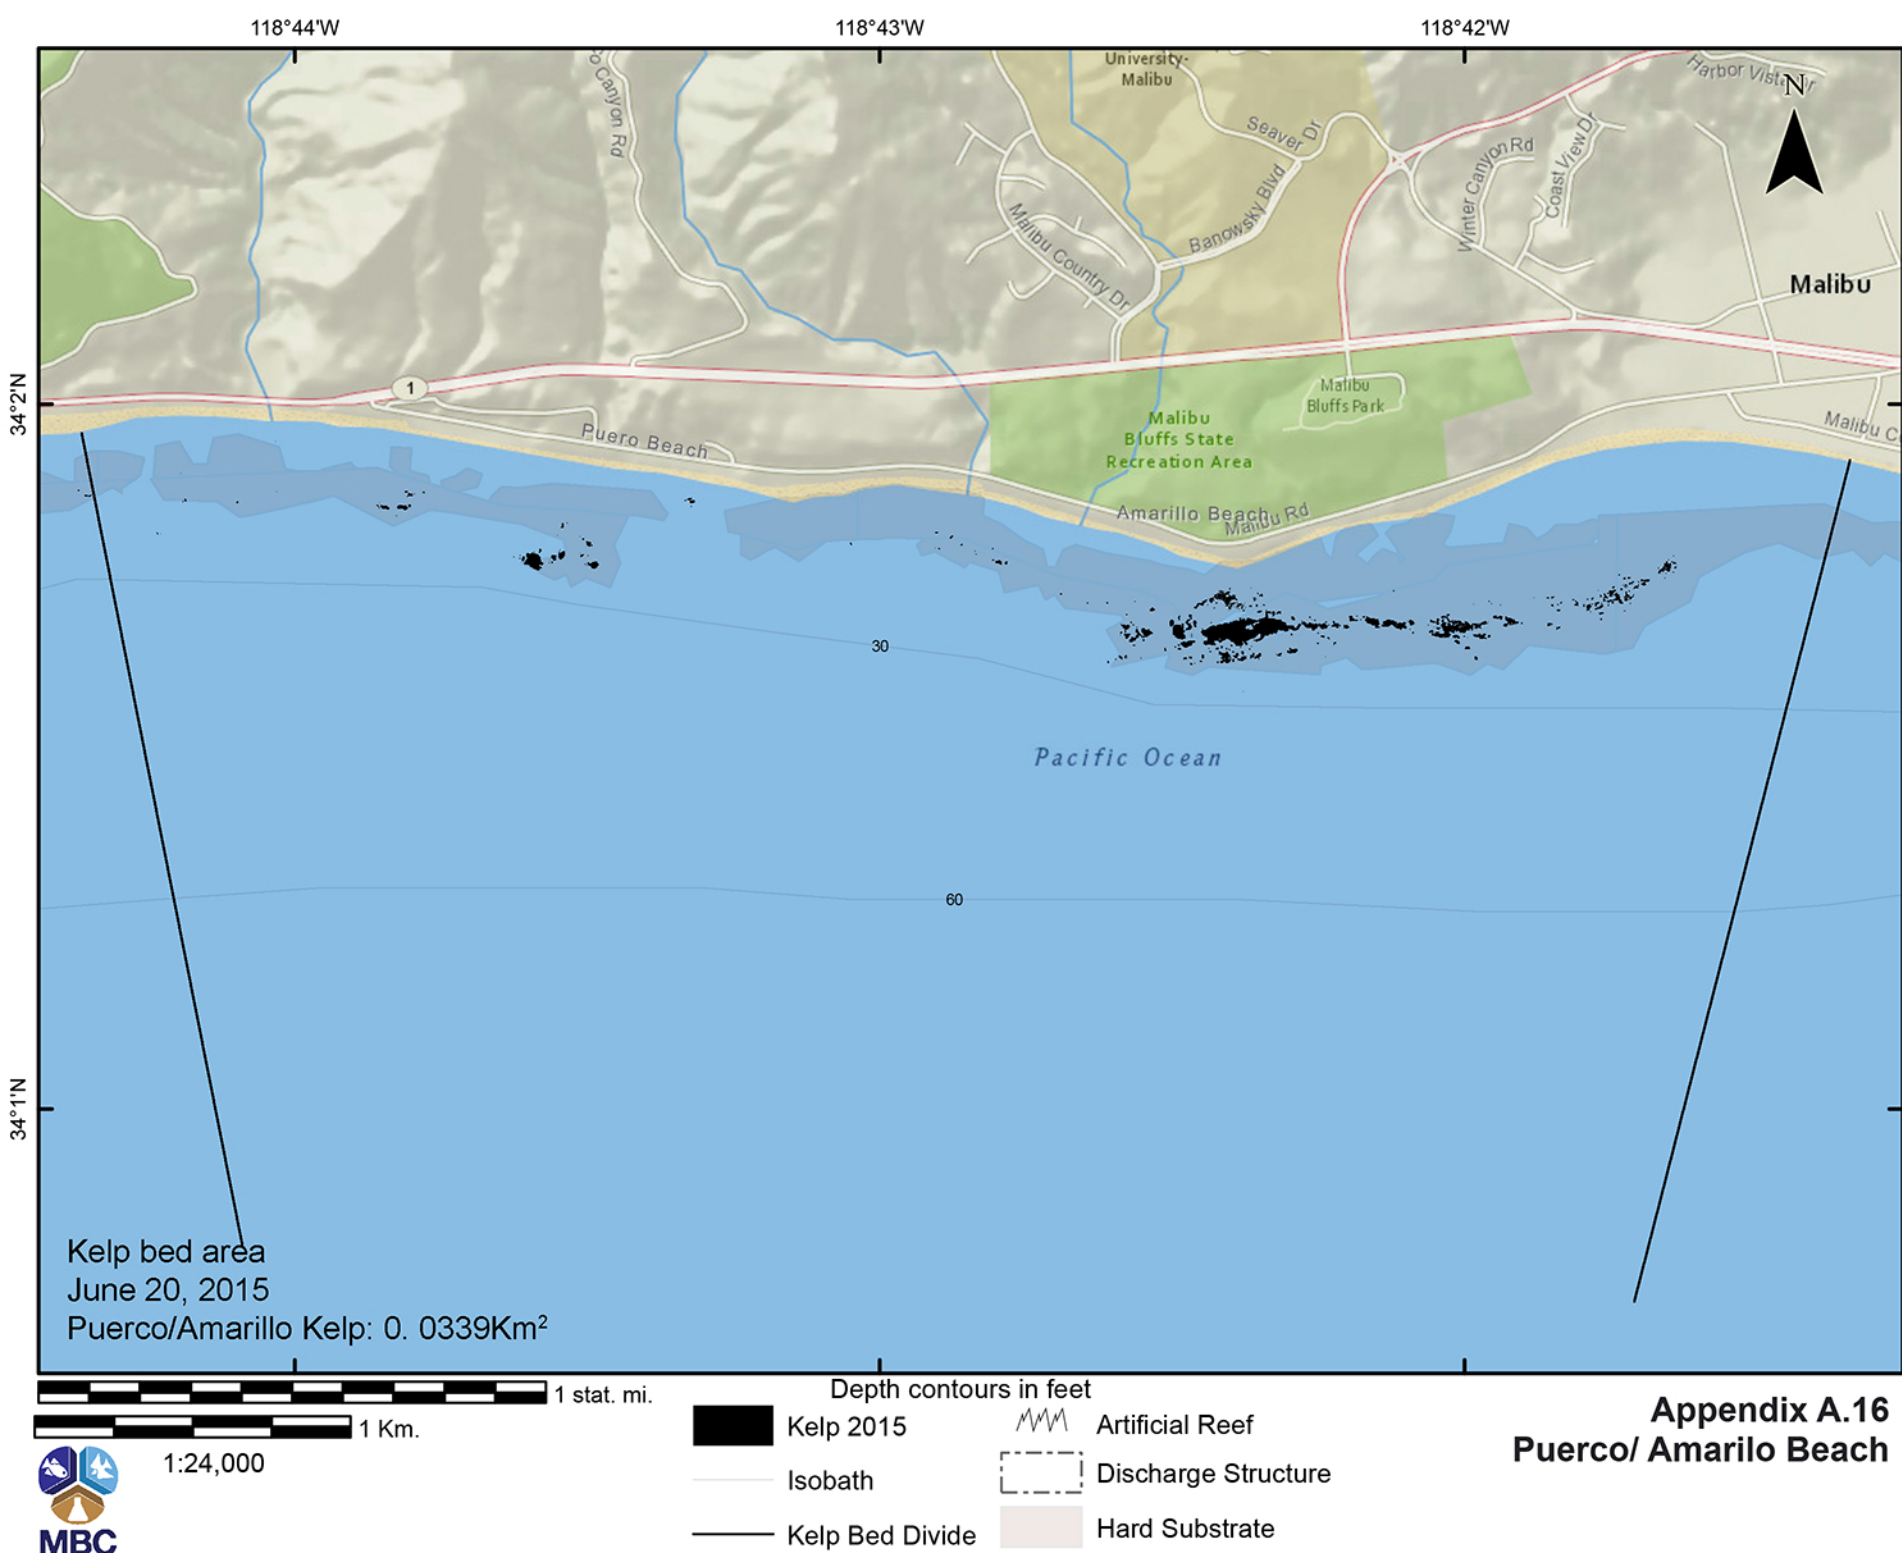 118°44'W
118°43'W
118°42'W
34°2'N
34°1'N
o Canyon Rd
University-
Malibu
Seaver Dr
Banowsky Blvd
Malibu Country Dr
Winter Canyon Rd
Coast View Dr
Harbor Vista Dr
N
Malibu
1
Puero Beach
Malibu
Bluffs Park
Malibu
Bluffs State
Recreation Area
Amarillo Beach
Malibu Rd
Malibu C
30
Pacific Ocean
60
Kelp bed area
June 20, 2015
Puerco/Amarillo Kelp: 0. 0339Km²
1 stat. mi.
1 Km.
1:24,000
MBC
Depth contours in feet
Kelp 2015
Isobath
Kelp Bed Divide
Artificial Reef
Discharge Structure
Hard Substrate
Appendix A.16
Puerco/ Amarilo Beach